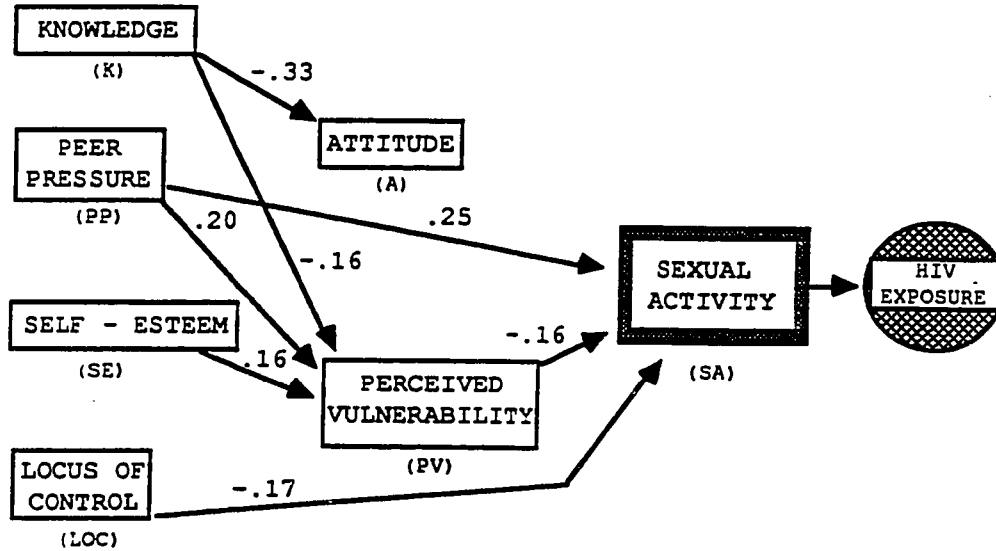 KNOWLEDGE
(K)
-.33
ATTITUDE
(A)
PEER
PRESSURE
(PP)
.20
.25
-.16
SEXUAL
ACTIVITY
(SA)
HIV
EXPOSURE
SELF - ESTEEM
(SE)
.16
-.16
PERCEIVED
VULNERABILITY
(PV)
LOCUS OF
CONTROL
(LOC)
-.17